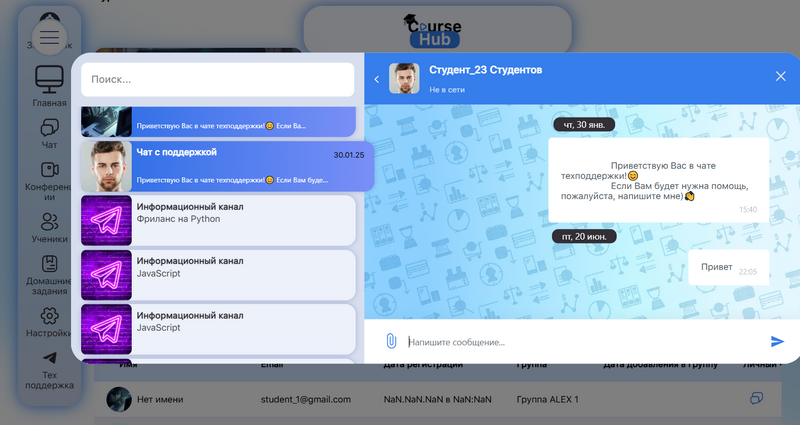 Course
Hub
Главная
Чат
Конференц
ии
Ученики
Домашние
задания
Настройки
Тех
поддержка
Поиск...
Приветствую Вас в чате техподдержки!😊 Если Ва...
Чат с поддержкой
30.01.25
Приветствую Вас в чате техподдержки!😊 Если Вам буде...
Информационный канал
Фриланс на Python
Информационный канал
JavaScript
Информационный канал
JavaScript
Студент_23 Студентов
Не в сети
чт, 30 янв.
Приветствую Вас в чате
техподдержки!😊
Если Вам будет нужна помощь,
пожалуйста, напишите мне)👏
15:40
пт, 20 июн.
Привет
22:05
Напишите сообщение...
Имя Email Дата регистрации Группа Дата добавления в группу Личный
Нет имени student_1@gmail.com NaN.NaN.NaN в NaN:NaN Группа ALEX 1